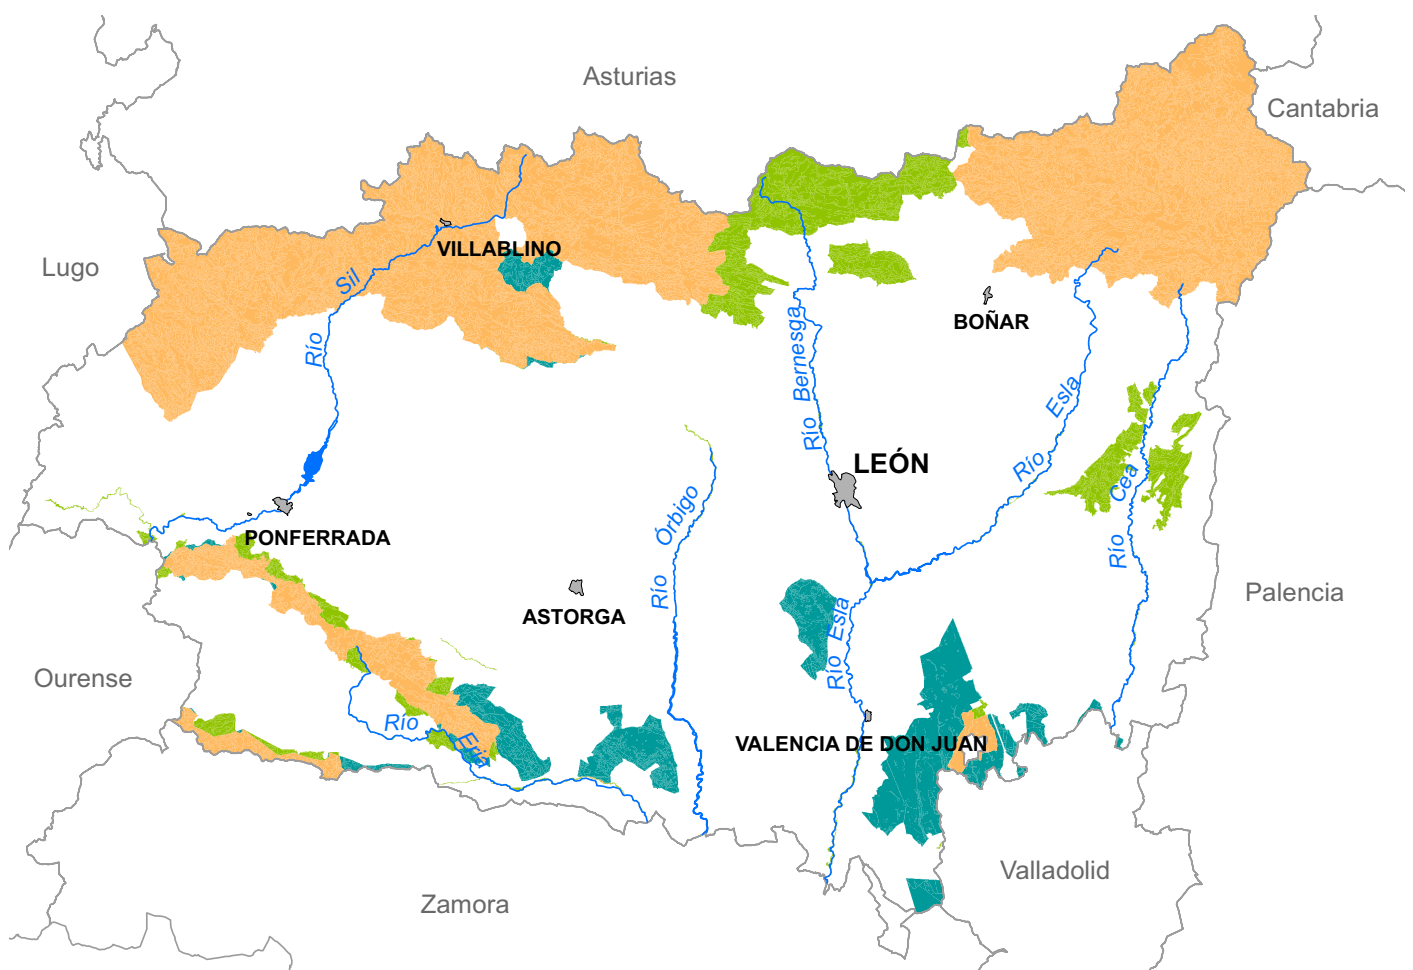 Asturias
Cantabria
Lugo
VILLABLINO
Río Sil
BOÑAR
Río Bernesga
Río Esla
LEÓN
Río Cea
Río Órbigo
PONFERRADA
ASTORGA
Palencia
Río Esla
Ourense
Río Eria
VALENCIA DE DON JUAN
Valladolid
Zamora